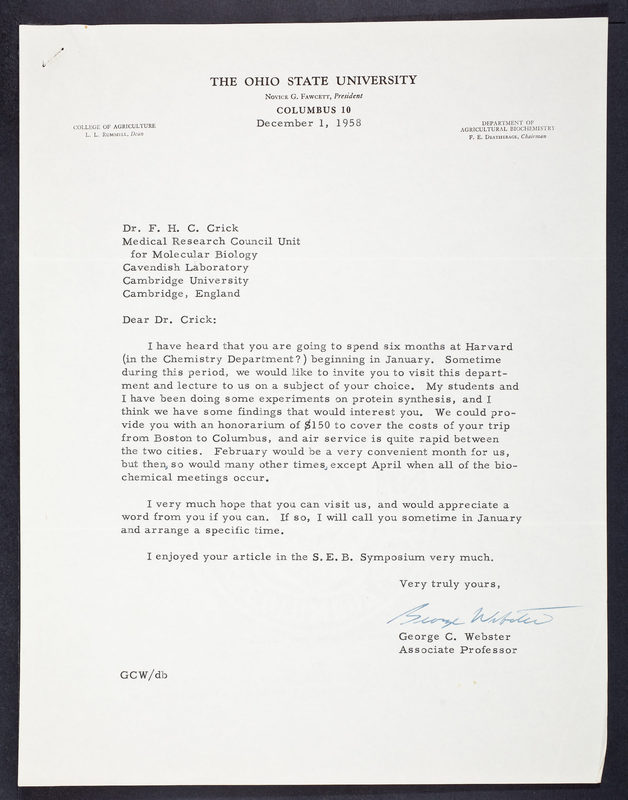 THE OHIO STATE UNIVERSITY
NOVICE G. FAWCETT, President
COLUMBUS 10
December 1, 1958
COLLEGE OF AGRICULTURE
L. L. RUMMELL, Dean
DEPARTMENT OF
AGRICULTURAL BIOCHEMISTRY
F. E. DEATHERAGE, Chairman
Dr. F. H. C. Crick
Medical Research Council Unit
for Molecular Biology
Cavendish Laboratory
Cambridge University
Cambridge, England
Dear Dr. Crick:
I have heard that you are going to spend six months at Harvard
(in the Chemistry Department?) beginning in January. Sometime
during this period, we would like to invite you to visit this depart-
ment and lecture to us on a subject of your choice. My students and
I have been doing some experiments on protein synthesis, and I
think we have some findings that would interest you. We could pro-
vide you with an honorarium of $150 to cover the costs of your trip
from Boston to Columbus, and air service is quite rapid between
the two cities. February would be a very convenient month for us,
but then, so would many other times, except April when all of the bio-
chemical meetings occur.
I very much hope that you can visit us, and would appreciate a
word from you if you can. If so, I will call you sometime in January
and arrange a specific time.
I enjoyed your article in the S. E. B. Symposium very much.
Very truly yours,
George Webster
George C. Webster
Associate Professor
GCW/db